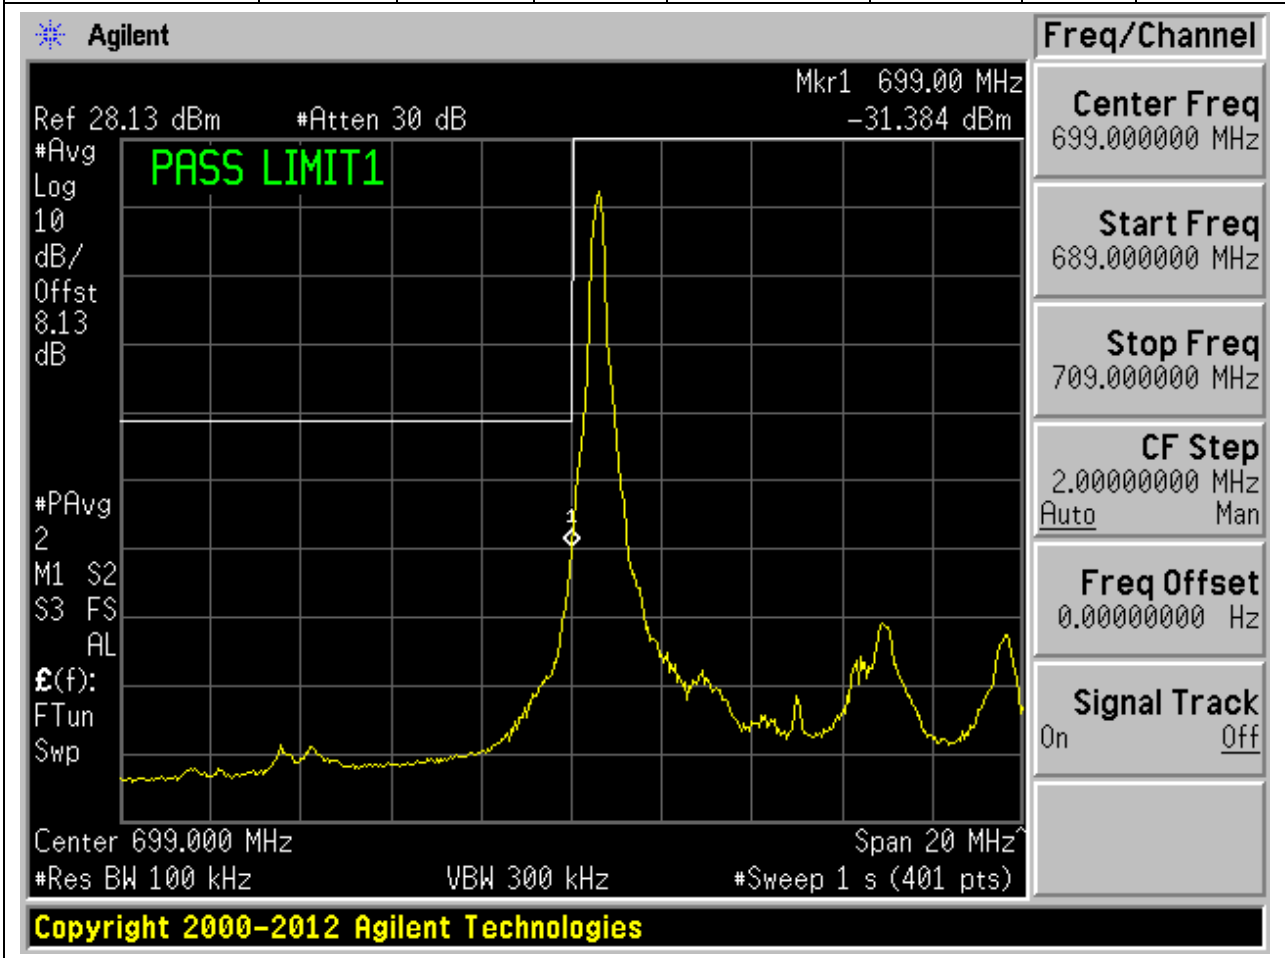 Agilent
Freq/Channel
Mkr1 699.00 MHz
Ref 28.13 dBm #Atten 30 dB -31.384 dBm
#Avg
Log
10
dB/
Offst
8.13
dB
PASS LIMIT1
1
#PAvg
2
M1 S2
S3 FS
AL
£(f):
FTun
Swp
Center 699.000 MHz Span 20 MHz^
#Res BW 100 kHz VBW 300 kHz #Sweep 1 s (401 pts)
Center Freq
699.000000 MHz
Start Freq
689.000000 MHz
Stop Freq
709.000000 MHz
CF Step
2.00000000 MHz
Auto Man
Freq Offset
0.00000000 Hz
Signal Track
On Off
Copyright 2000-2012 Agilent Technologies